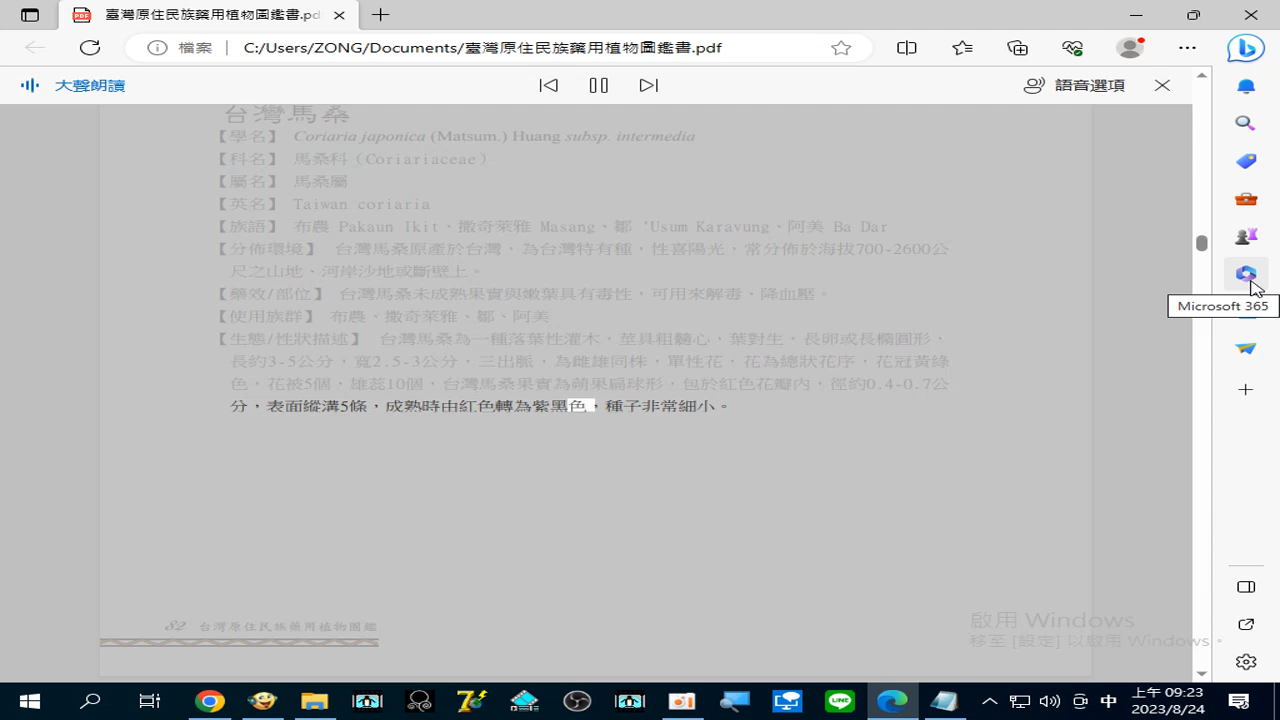 臺灣原住民族藥用植物圖鑑書.pdf
檔案
C:/Users/ZONG/Documents/臺灣原住民族藥用植物圖鑑書.pdf
大聲朗讀
語音選項
台灣馬桑
【學名】 Coriaria japonica (Matsum.) Huang subsp. intermedia
【科名】 馬桑科（Coriariaceae）
【屬名】 馬桑屬
【英名】 Taiwan coriaria
【族語】 布農 Pakaun Ikit、撒奇萊雅 Masang、鄒 'Usum Karavung、阿美 Ba Dar
【分佈環境】 台灣馬桑原產於台灣，為台灣特有種，性喜陽光，常分佈於海拔700-2600公
尺之山地、河岸沙地或斷壁上。
【藥效/部位】 台灣馬桑未成熟果實與嫩葉具有毒性，可用來解毒、降血壓。
【使用族群】 布農、撒奇萊雅、鄒、阿美
【生態/性狀描述】 台灣馬桑為一種落葉性灌木，莖具粗髓心，葉對生，長卵或長橢圓形，
長約3-5公分，寬2.5-3公分，三出脈，為雌雄同株，單性花，花為總狀花序，花冠黃綠
色，花被5個，雄蕊10個，台灣馬桑果實為蒴果扁球形，包於紅色花瓣內，徑約0.4-0.7公
分，表面縱溝5條，成熟時由紅色轉為紫黑色，種子非常細小。
82 台灣原住民族藥用植物圖鑑
Microsoft 365
啟用 Windows
移至 [設定] 以啟用 Windows。
中
上午 09:23
2023/8/24